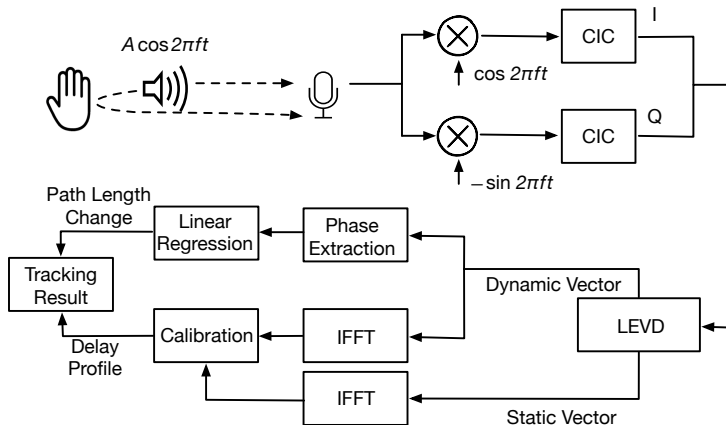 A cos 2πft
I
CIC
cos 2πft
Q
CIC
−sin 2πft
Path Length
Change
Linear
Regression
Phase
Extraction
Tracking
Result
Dynamic Vector
LEVD
Calibration
IFFT
Delay
Profile
IFFT
Static Vector